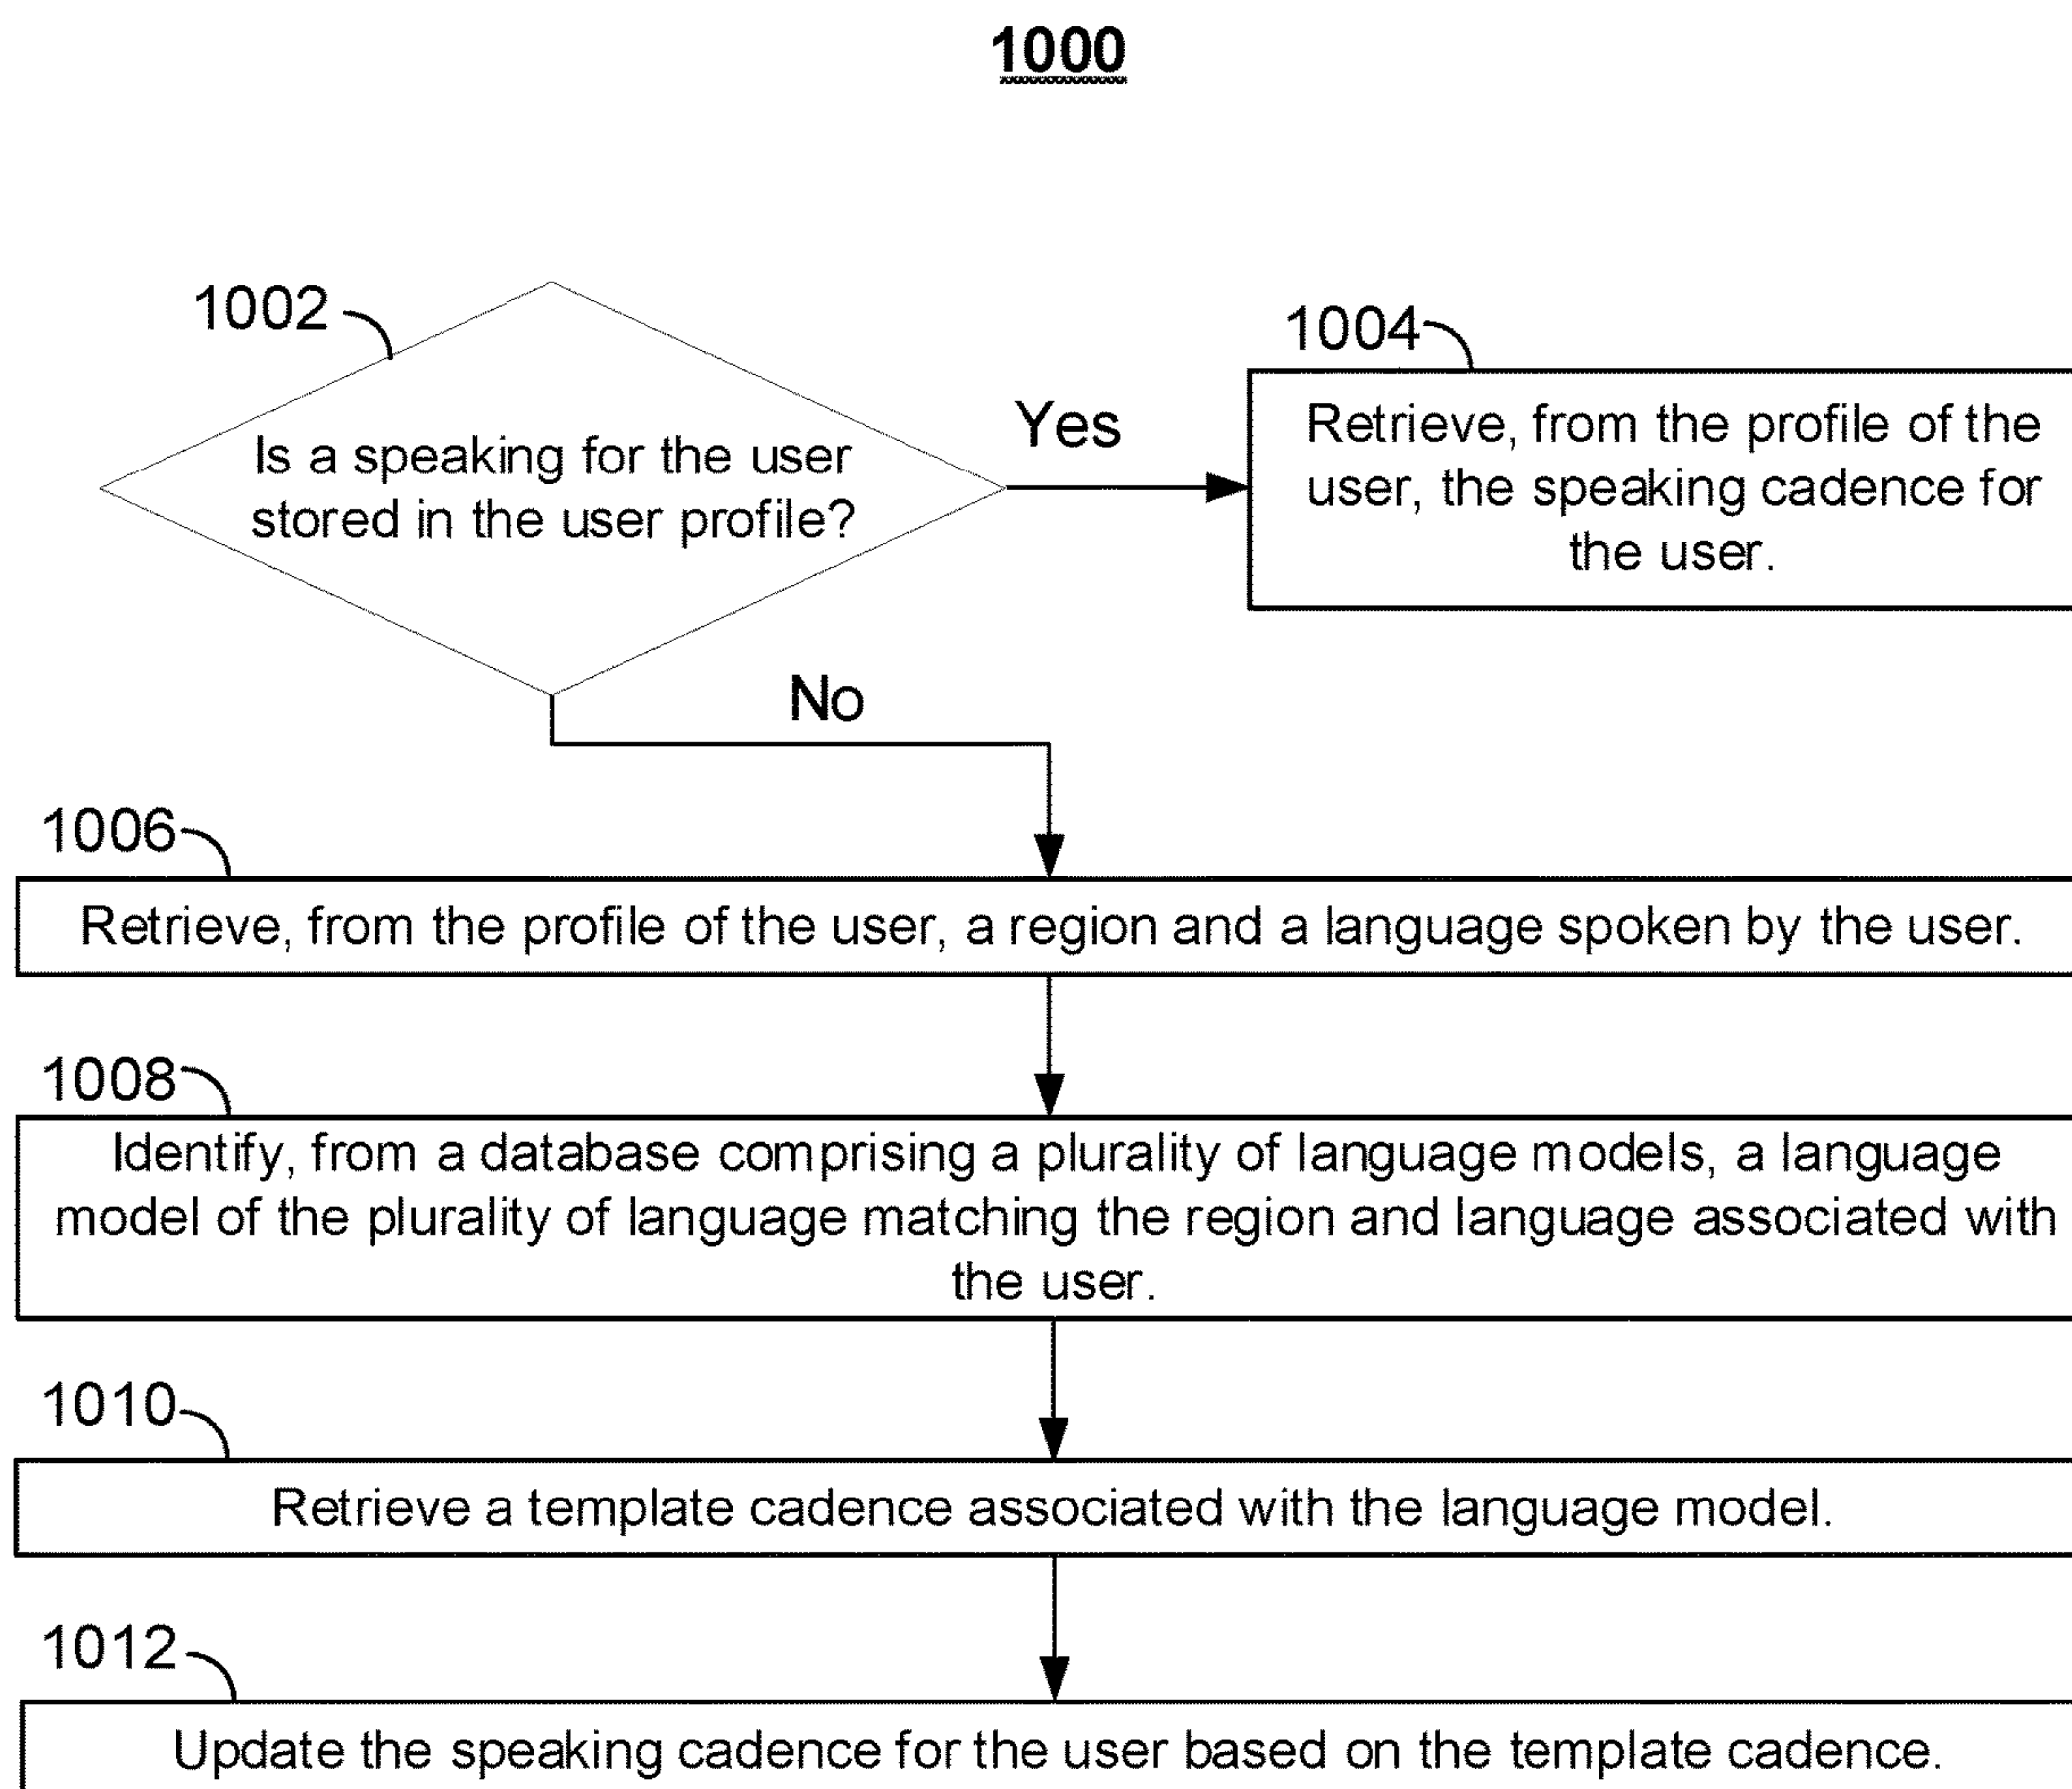 1000
1002
Is a speaking for the user
stored in the user profile?
Yes
1004
Retrieve, from the profile of the
user, the speaking cadence for
the user.
No
1006
Retrieve, from the profile of the user, a region and a language spoken by the user.
1008
Identify, from a database comprising a plurality of language models, a language
model of the plurality of language matching the region and language associated with
the user.
1010
Retrieve a template cadence associated with the language model.
1012
Update the speaking cadence for the user based on the template cadence.